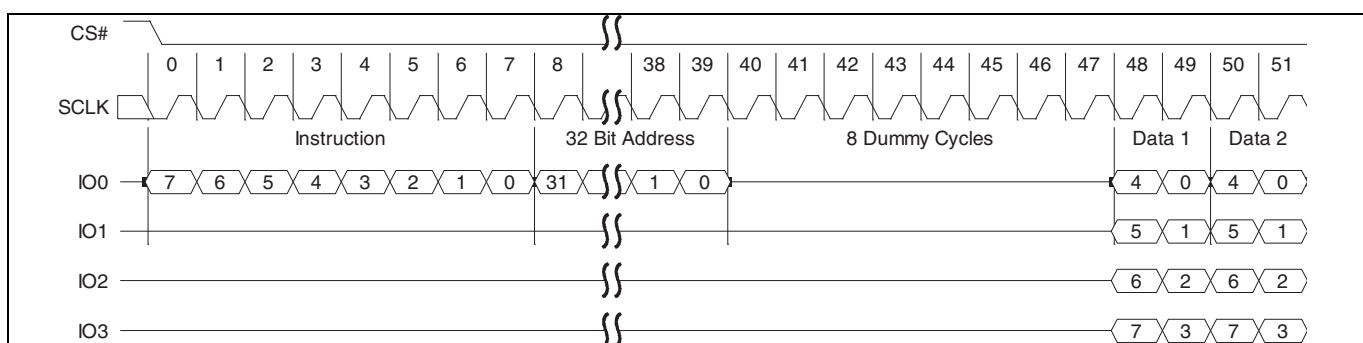 CS#
0 1 2 3 4 5 6 7 8 38 39 40 41 42 43 44 45 46 47 48 49 50 51
SCLK
Instruction 32 Bit Address 8 Dummy Cycles Data 1 Data 2
IO0 7 6 5 4 3 2 1 0 31 1 0 4 0 4 0
IO1 5 1 5 1
IO2 6 2 6 2
IO3 7 3 7 3